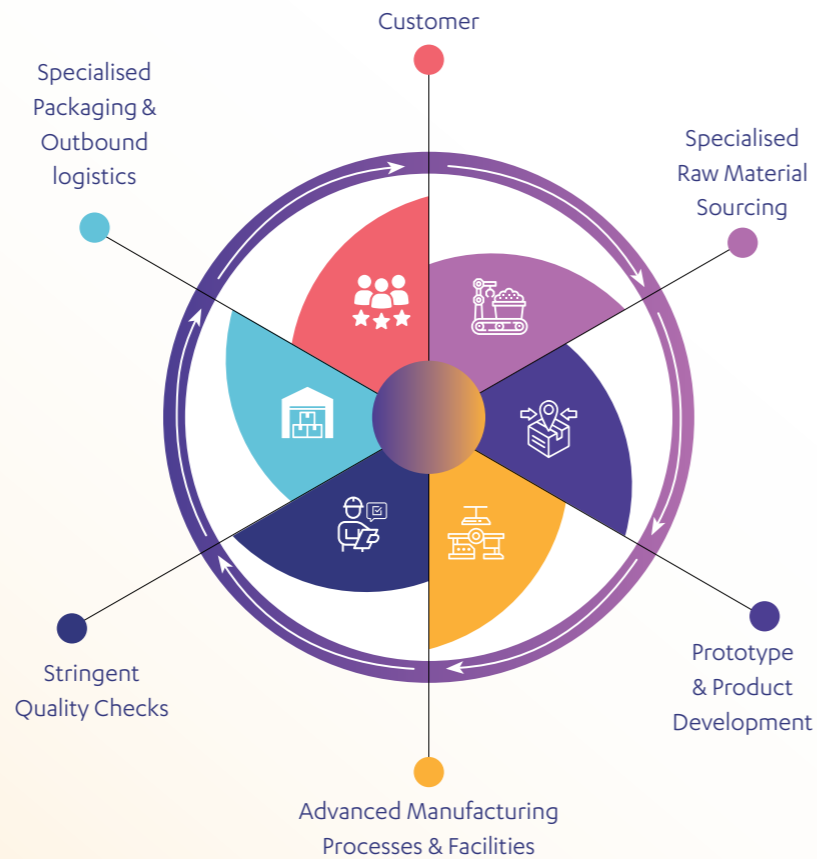 Customer
Specialised
Raw Material
Sourcing
Prototype
& Product
Development
Advanced Manufacturing
Processes & Facilities
Stringent
Quality Checks
Specialised
Packaging &
Outbound
logistics